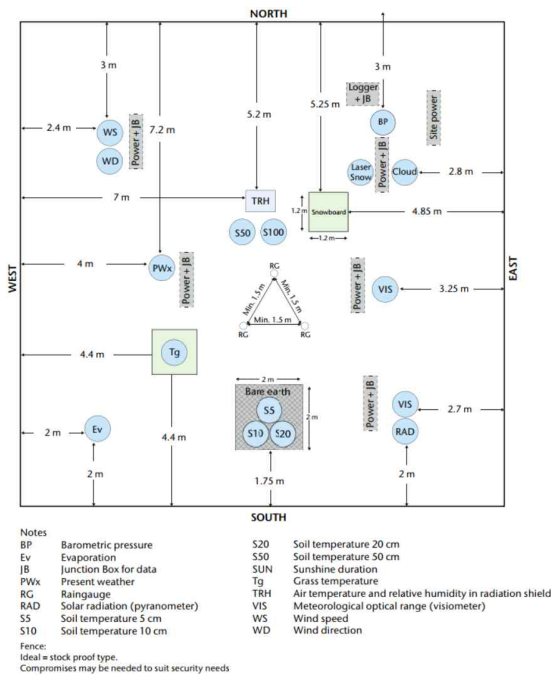 NORTH
3 m
3 m
Logger
+ JB
5.25 m
5.2 m
BP
Site power
2.4 m
WS
Power + JB
7.2 m
WD
Power + JB
Laser
Snow
Cloud
2.8 m
7 m
TRH
1.2 m
Snowboard
4.85 m
1.2 m
S50
S100
WEST
EAST
4 m
PWx
Power + JB
RG
Min. 1.5 m
Min. 1.5 m
Min. 1.5 m
RG
RG
Power + JB
VIS
3.25 m
4.4 m
Tg
2 m
Bare earth
S5
S10
S20
2 m
Power + JB
VIS
2.7 m
RAD
2 m
Ev
4.4 m
2 m
1.75 m
2 m
SOUTH
Notes
BP Barometric pressure
Ev Evaporation
JB Junction Box for data
PWx Present weather
RG Raingauge
RAD Solar radiation (pyranometer)
S5 Soil temperature 5 cm
S10 Soil temperature 10 cm
S20 Soil temperature 20 cm
S50 Soil temperature 50 cm
SUN Sunshine duration
Tg Grass temperature
TRH Air temperature and relative humidity in radiation shield
VIS Meteorological optical range (visiometer)
WS Wind speed
WD Wind direction
Fence:
Ideal = stock proof type.
Compromises may be needed to suit security needs